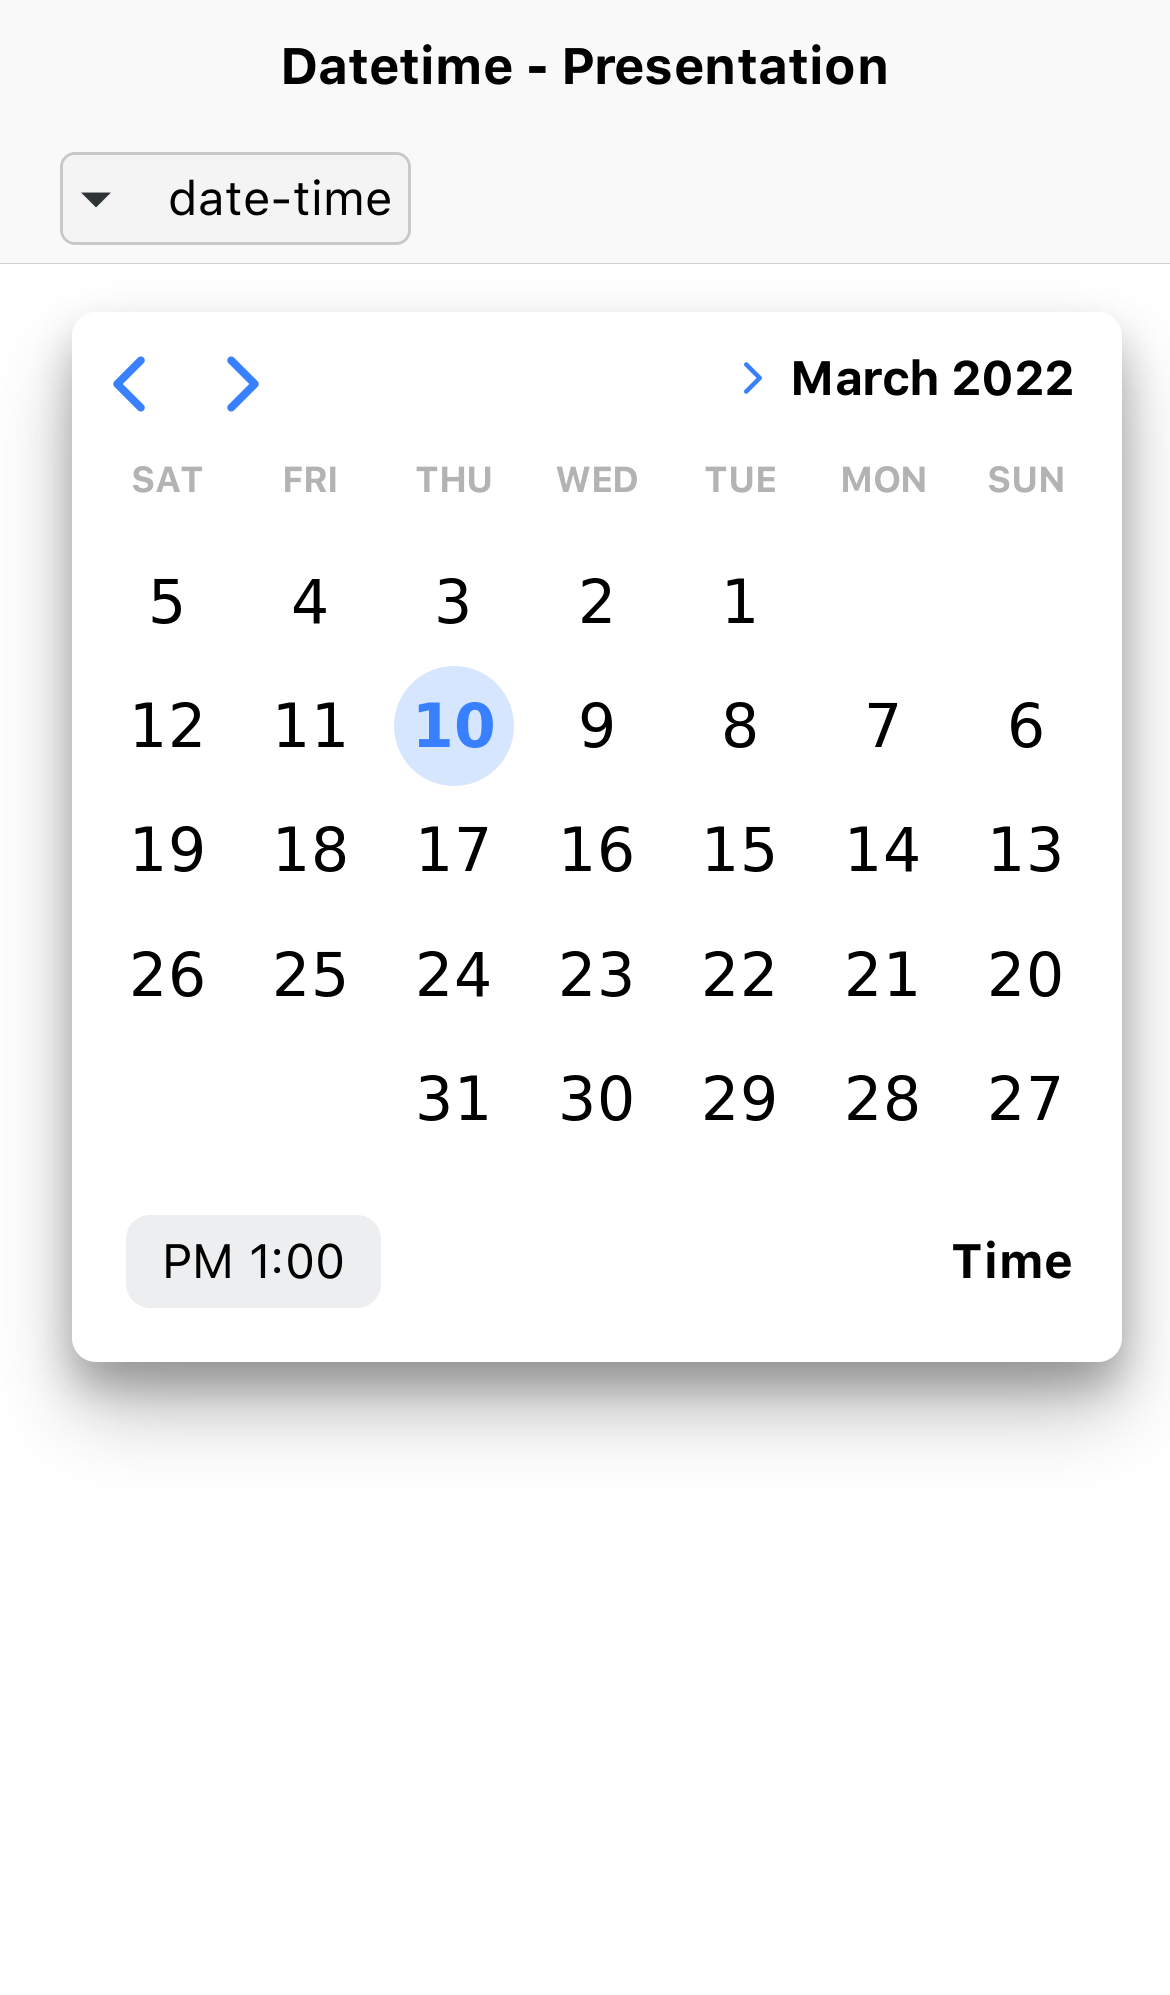 Datetime - Presentation
date-time
March 2022
SAT FRI THU WED TUE MON SUN
5 4 3 2 1
12 11 10 9 8 7 6
19 18 17 16 15 14 13
26 25 24 23 22 21 20
31 30 29 28 27
PM 1:00 Time